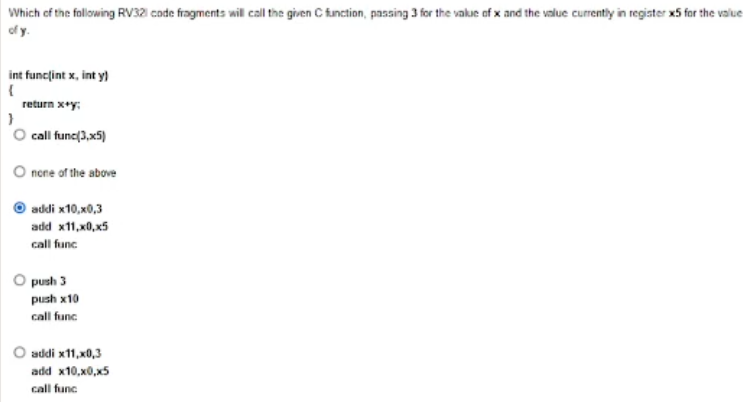 Which of the following RV32I code fragments will call the given C function, passing 3 for the value of x and the value currently in register x5 for the value
of y.
int func(int x, int y)
{
return x+y;
}
call func(3,x5)
none of the above
addi x10,x0,3
add x11,x0,x5
call func
push 3
push x10
call func
addi x11,x0,3
add x10,x0,x5
call func